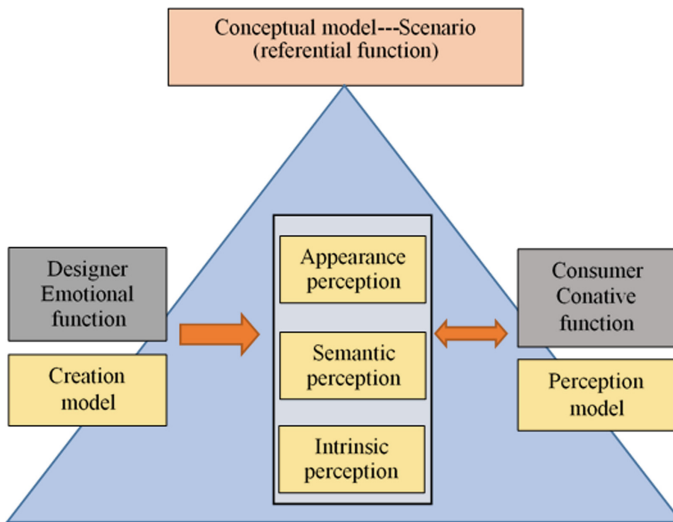 Conceptual model---Scenario
(referential function)
Designer
Emotional
function
Creation
model
Appearance
perception
Semantic
perception
Intrinsic
perception
Consumer
Conative
function
Perception
model